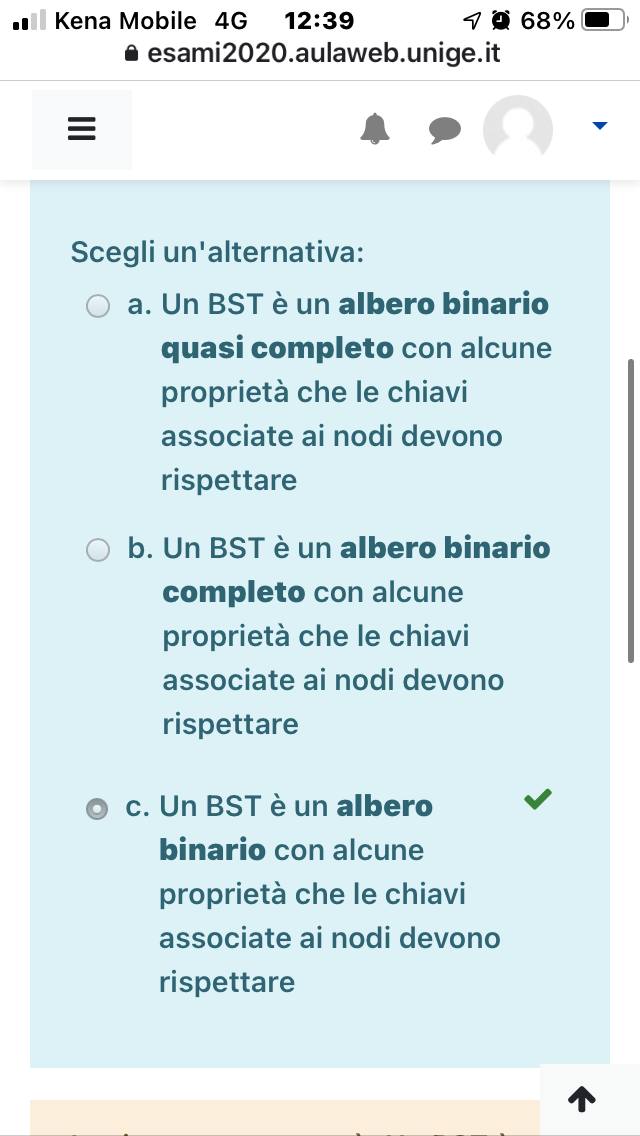 Kena Mobile 4G 12:39 68%
esami2020.aulaweb.unige.it
Scegli un'alternativa:
a. Un BST è un albero binario
quasi completo con alcune
proprietà che le chiavi
associate ai nodi devono
rispettare
b. Un BST è un albero binario
completo con alcune
proprietà che le chiavi
associate ai nodi devono
rispettare
c. Un BST è un albero
binario con alcune
proprietà che le chiavi
associate ai nodi devono
rispettare